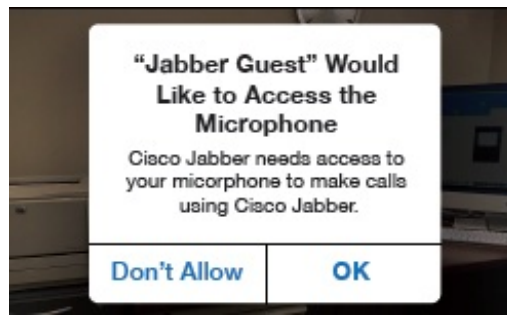 “Jabber Guest” Would
Like to Access the
Microphone
Cisco Jabber needs access to
your micorphone to make calls
using Cisco Jabber.
Don't Allow
OK